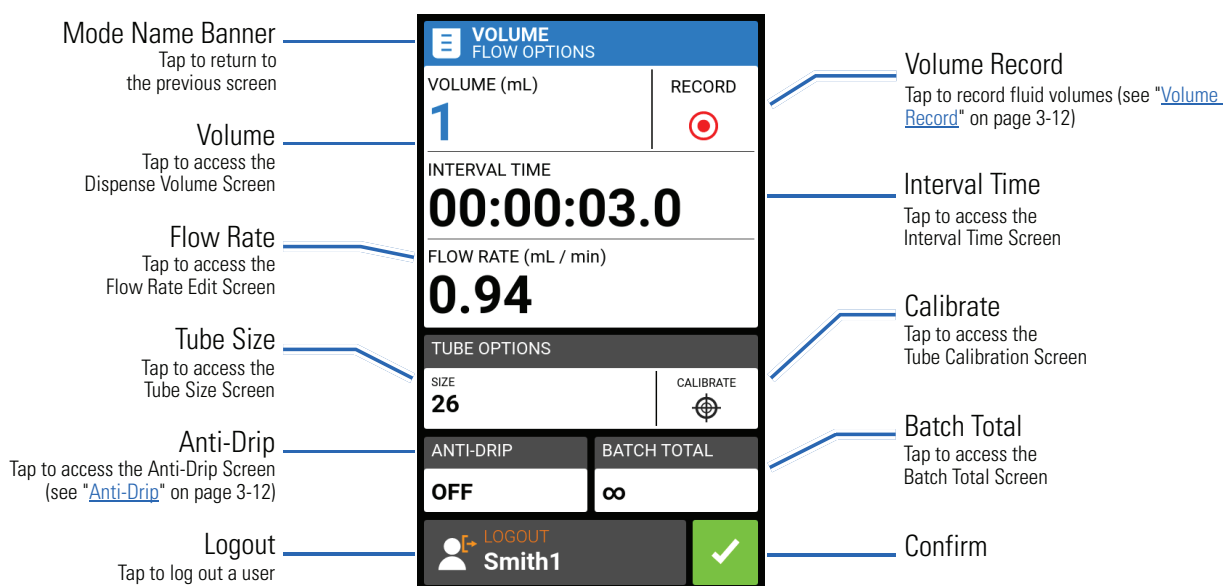 Mode Name Banner
Tap to return to
the previous screen
Volume
Tap to access the
Dispense Volume Screen
Flow Rate
Tap to access the
Flow Rate Edit Screen
Tube Size
Tap to access the
Tube Size Screen
Anti-Drip
Tap to access the Anti-Drip Screen
(see "Anti-Drip" on page 3-12)
Logout
Tap to log out a user
VOLUME
FLOW OPTIONS
VOLUME (mL)
1
RECORD
INTERVAL TIME
00:00:03.0
FLOW RATE (mL / min)
0.94
TUBE OPTIONS
SIZE
26
CALIBRATE
ANTI-DRIP
OFF
BATCH TOTAL
∞
LOGOUT
Smith1
Volume Record
Tap to record fluid volumes (see "Volume
Record" on page 3-12)
Interval Time
Tap to access the
Interval Time Screen
Calibrate
Tap to access the
Tube Calibration Screen
Batch Total
Tap to access the
Batch Total Screen
Confirm